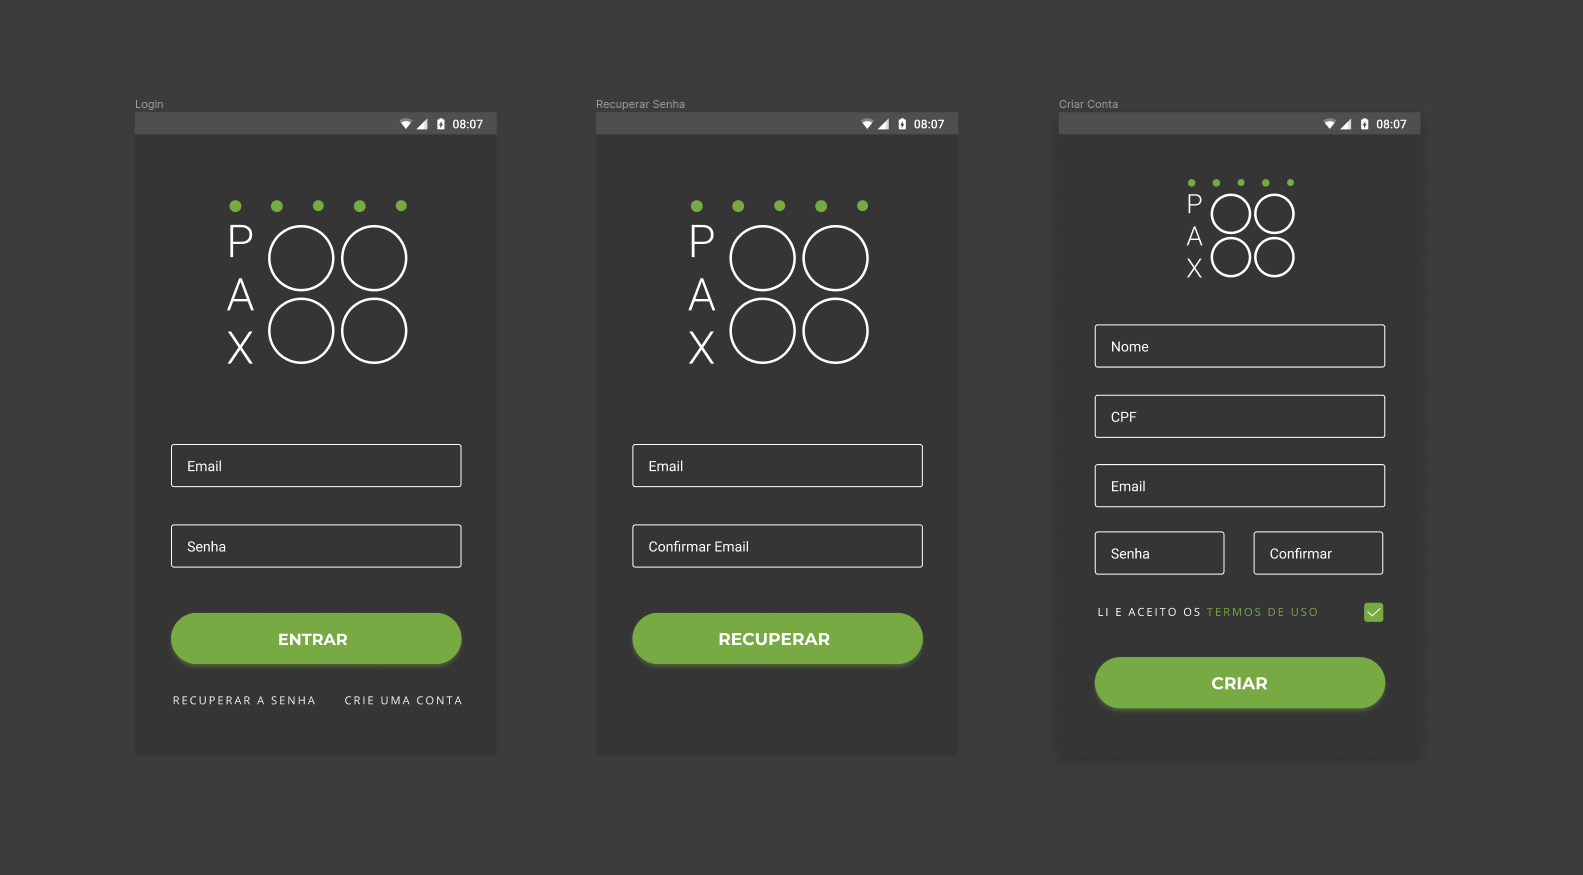 Login
08:07
P
A
X
Email
Senha
ENTRAR
RECUPERAR A SENHA
CRIE UMA CONTA
Recuperar Senha
08:07
P
A
X
Email
Confirmar Email
RECUPERAR
Criar Conta
08:07
P
A
X
Nome
CPF
Email
Senha
Confirmar
LI E ACEITO OS TERMOS DE USO
CRIAR